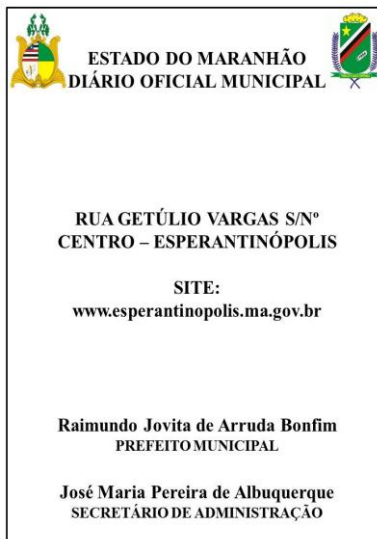 ESTADO DO MARANHÃO
DIÁRIO OFICIAL MUNICIPAL
RUA GETÚLIO VARGAS S/Nº
CENTRO – ESPERANTINÓPOLIS
SITE:
www.esperantinopolis.ma.gov.br
Raimundo Jovita de Arruda Bonfim
PREFEITO MUNICIPAL
José Maria Pereira de Albuquerque
SECRETÁRIO DE ADMINISTRAÇÃO